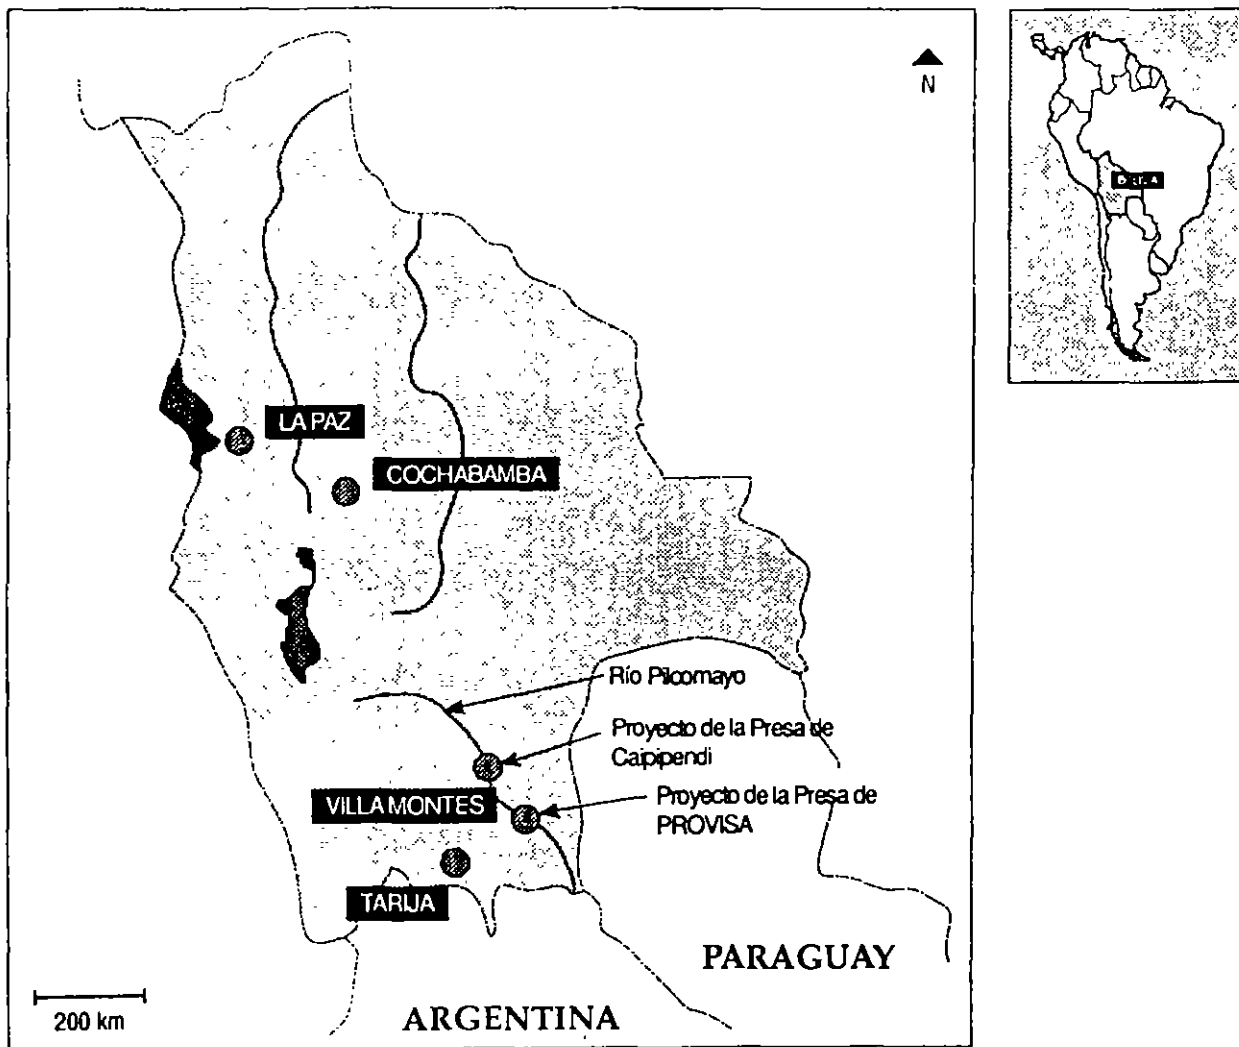 N
LA PAZ
COCHABAMBA
Río Pilcomayo
Proyecto de la Presa de
Caipipendi
VILLA MONTES
Proyecto de la Presa de
PROVISA
TARIJA
PARAGUAY
ARGENTINA
200 km